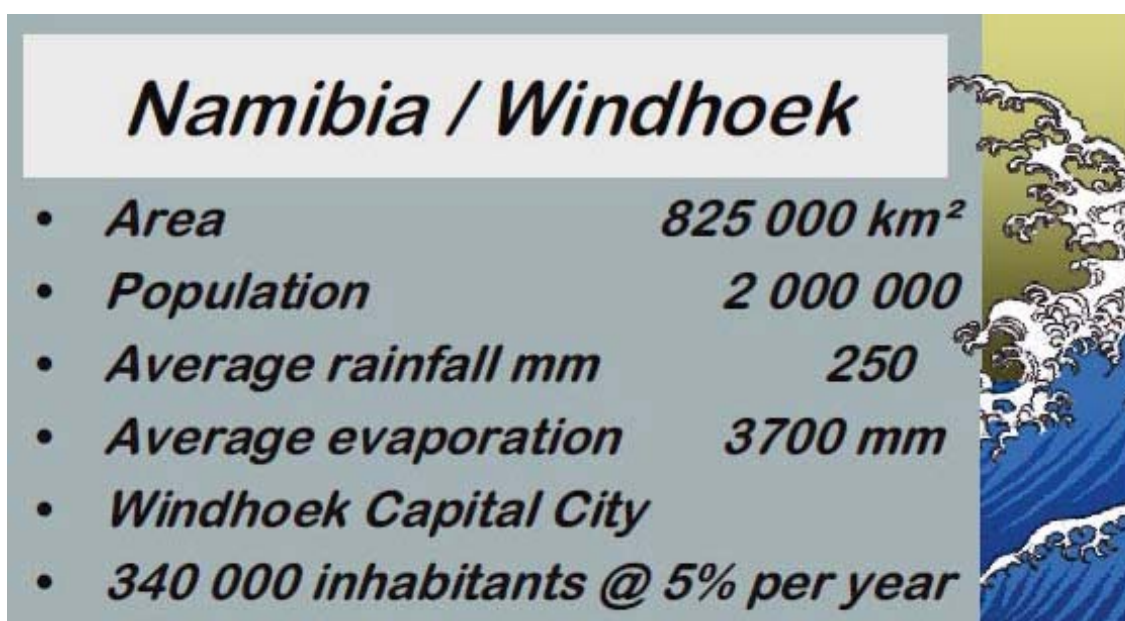 Namibia / Windhoek
• Area 825 000 km²
• Population 2 000 000
• Average rainfall mm 250
• Average evaporation 3700 mm
• Windhoek Capital City
• 340 000 inhabitants @ 5% per year